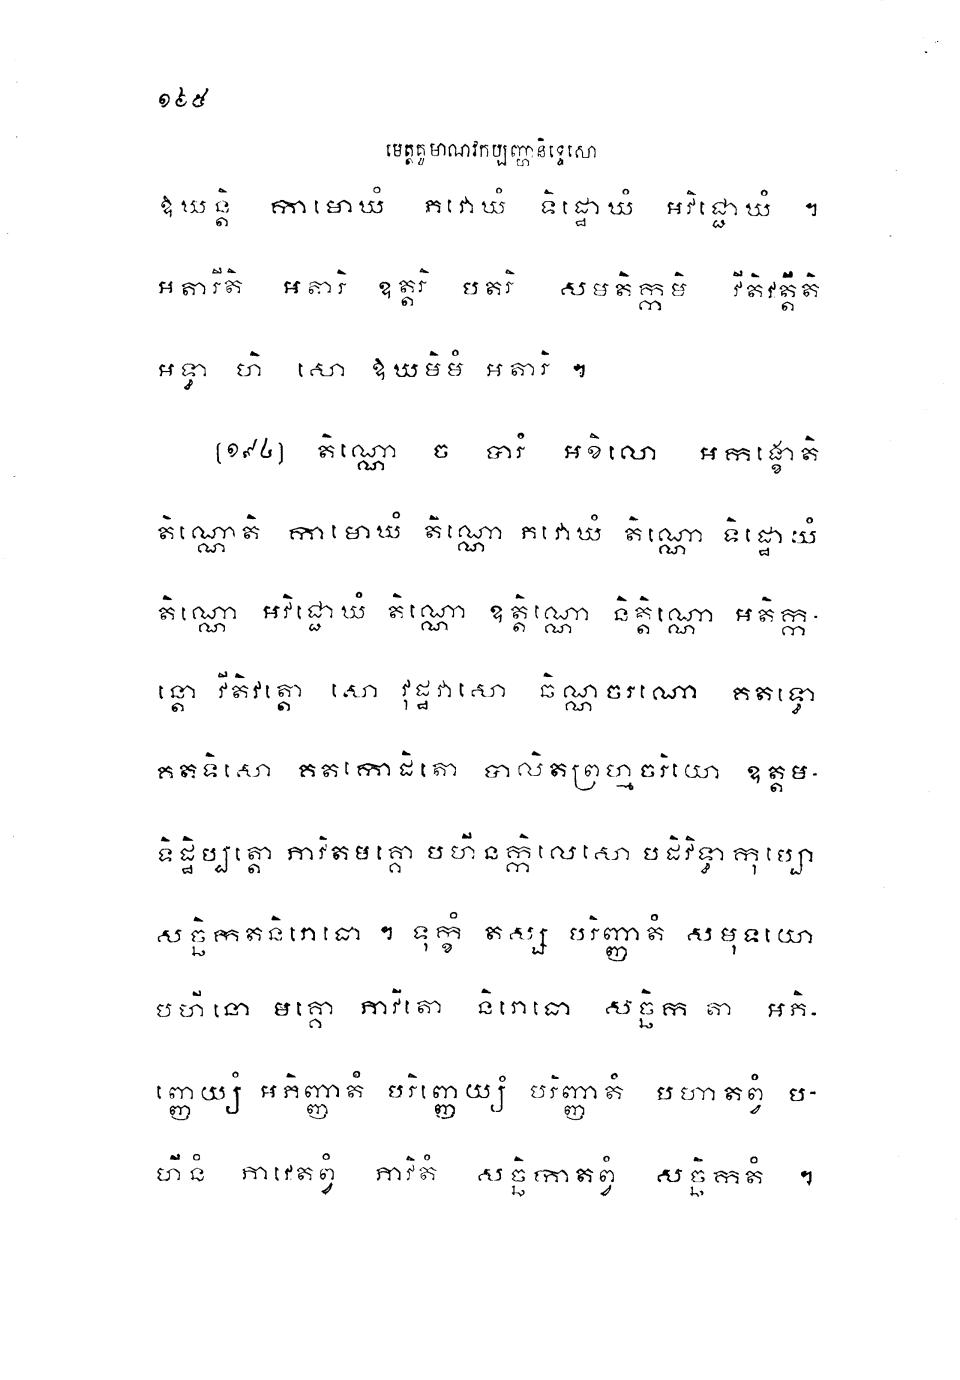 ១៩៥
មេត្តគូមាណវកប្បញ្ហានិទ្ទេសោ
ឱឃន្តិ កាមោឃំ ភវោឃំ ទិដ្ឋោឃំ អវិជ្ជោឃំ ។
អតារីតិ អតារិ ឧត្តរិ បតរិ សមតិក្កមិ វីតិវត្តីតិ
អទ្ធា ហិ សោ ឱឃមិមំ អតារិ ។
(១៩៤) តិណ្ណោ ច បារំ អខិលោ អកង្ខោតិ
តិណ្ណោតិ កាមោឃំ តិណ្ណោ ភវោឃំ តិណ្ណោ ទិដ្ឋោឃំ
តិណ្ណោ អវិជ្ជោឃំ តិណ្ណោ ឧត្តិណ្ណោ និត្តិណ្ណោ អតិក្ក-
ន្តោ វីតិវត្តោ សោ វុដ្ឋវាសោ ចិណ្ណចរណោ គតទ្ធោ
គតទិសោ គតកោដិកោ បាលិតព្រហ្មចរិយោ ឧត្តម-
ទិដ្ឋិប្បត្តោ ភាវិតមគ្គោ បហីនក្កិលេសោ បដិវិទ្ធាកុប្បោ
សច្ឆិកតនិរោធោ ។ ទុក្ខំ តស្ស បរិញ្ញាតំ សមុទយោ
បហីនោ មគ្គោ ភាវិតោ និរោធោ សច្ឆិកតោ អភិ-
ញ្ញេយ្យំ អភិញ្ញាតំ បរិញ្ញេយ្យំ បរិញ្ញាតំ បហាតព្វំ ប-
ហីនំ ភាវេតព្វំ ភាវិតំ សច្ឆិកាតព្វំ សច្ឆិកតំ ។